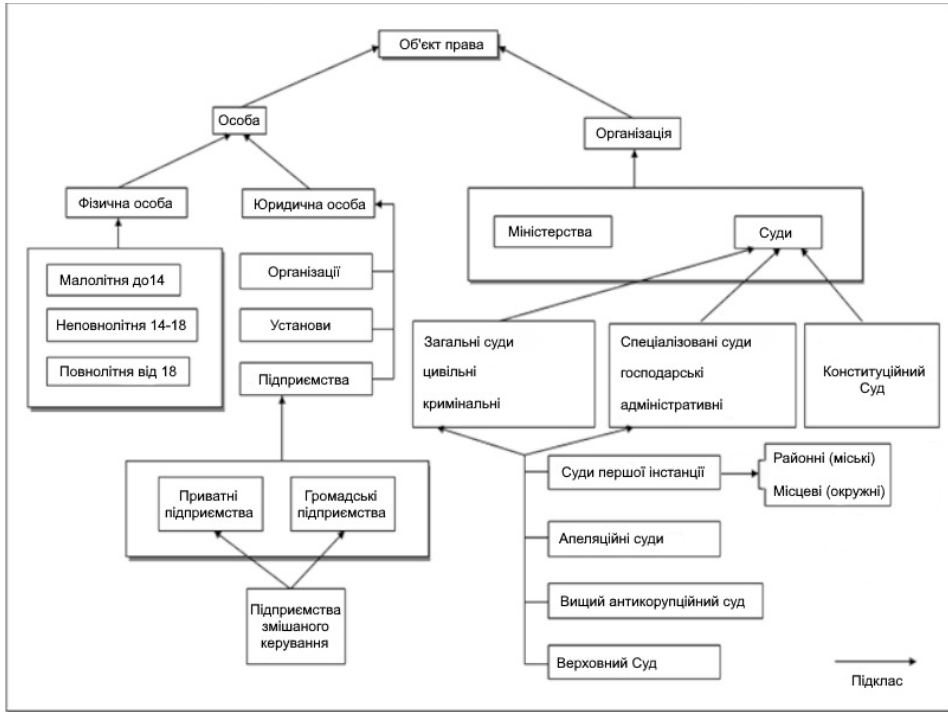 Об'єкт права
Особа
Організація
Фізична особа
Юридична особа
Міністерства
Суди
Малолітня до14
Неповнолітня 14-18
Повнолітня від 18
Організації
Установи
Підприємства
Загальні суди
цивільні
кримінальні
Спеціалізовані суди
господарські
адміністративні
Конституційний
Суд
Приватні
підприємства
Громадські
підприємства
Підприємства
змішаного
керування
Суди першої інстанції
Районні (міські)
Місцеві (окружні)
Апеляційні суди
Вищий антикорупційний суд
Верховний Суд
Підклас